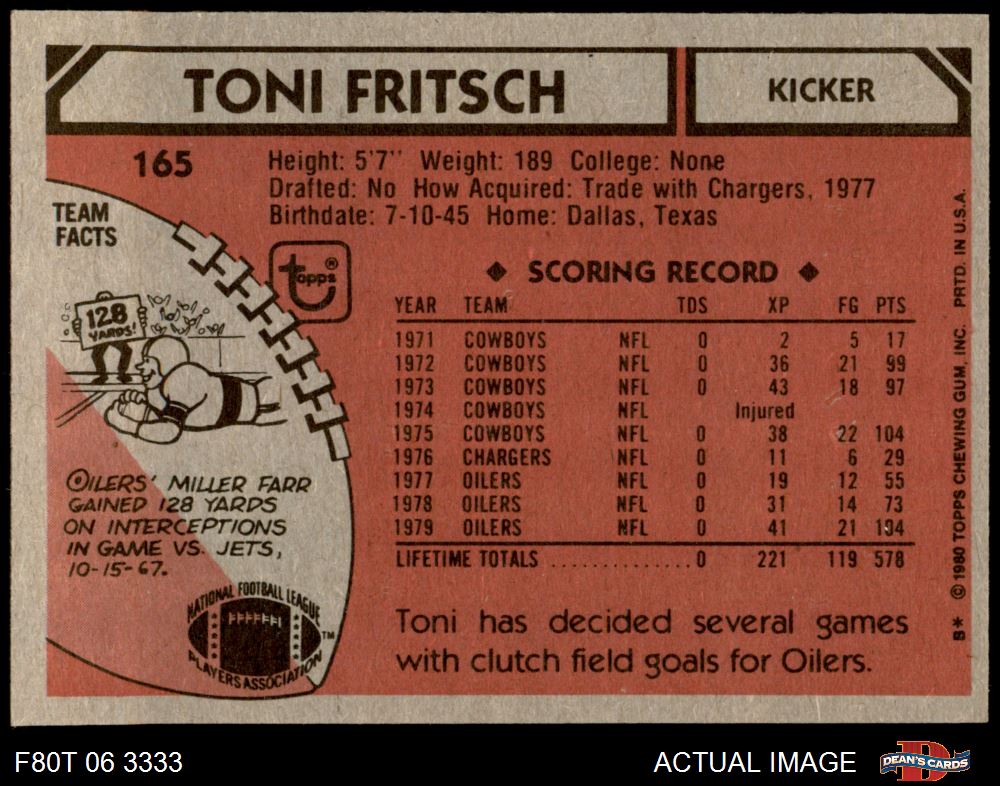 TONI FRITSCH
KICKER
165
Height: 5'7" Weight: 189 College: None
Drafted: No How Acquired: Trade with Chargers, 1977
Birthdate: 7-10-45 Home: Dallas, Texas
TEAM
FACTS
128
YARDS!
topps®
◆ SCORING RECORD ◆
YEAR TEAM TDS XP FG PTS
1971 COWBOYS NFL 0 2 5 17
1972 COWBOYS NFL 0 36 21 99
1973 COWBOYS NFL 0 43 18 97
1974 COWBOYS NFL Injured
1975 COWBOYS NFL 0 38 22 104
1976 CHARGERS NFL 0 11 6 29
1977 OILERS NFL 0 19 12 55
1978 OILERS NFL 0 31 14 73
1979 OILERS NFL 0 41 21 104
LIFETIME TOTALS .............. 0 221 119 578
OILERS' MILLER FARR
GAINED 128 YARDS
ON INTERCEPTIONS
IN GAME VS. JETS,
10-15-67.
NATIONAL FOOTBALL LEAGUE
PLAYERS ASSOCIATION
TM
Toni has decided several games
with clutch field goals for Oilers.
B* © 1980 TOPPS CHEWING GUM, INC. PRTD. IN U.S.A.
F80T 06 3333
ACTUAL IMAGE
DEAN'S CARDS